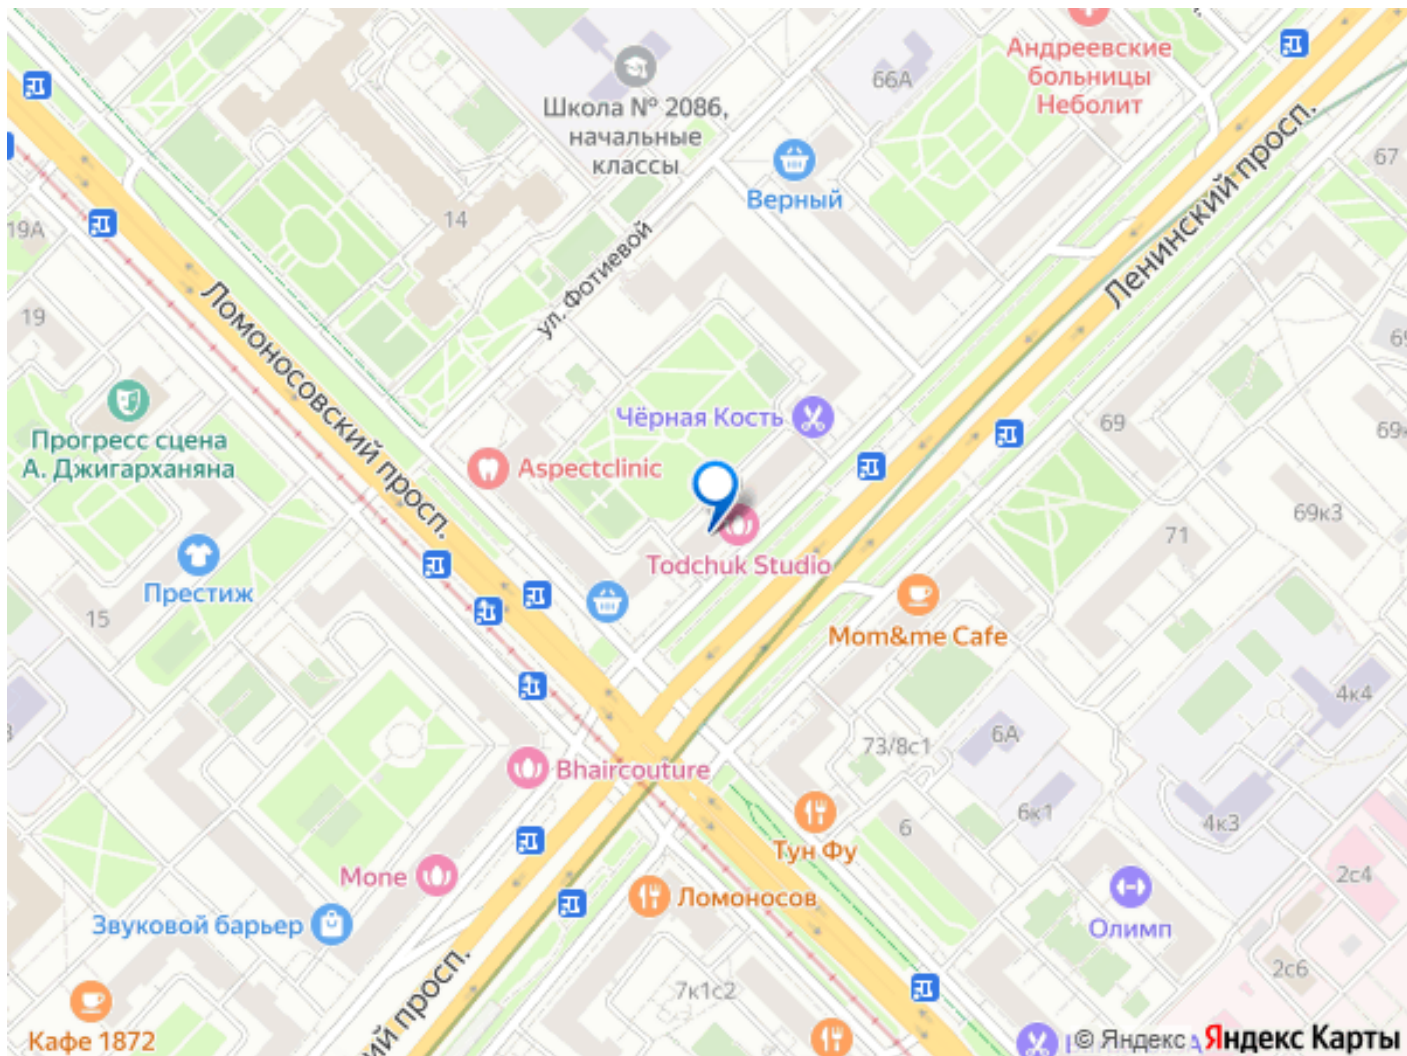 Андреевские
больницы
Неболит
66А
Школа № 2086,
начальные
классы
Верный
67
Ленинский просп.
14
19А
ул. Фотиевой
19
Ломоносовский просп.
Прогресс сцена
А. Джигарханяна
Чёрная Кость
69
Aspectclinic
69к3
71
Престиж
Todchuk Studio
15
Mom&me Cafe
4к4
73/8с1
6А
Bhaircouture
6к1
4к3
6
Тун Фу
Mone
2с4
Ломоносов
Звуковой барьер
Олимп
2с6
7к1с2
ий просп.
Кафе 1872
© Яндекс Яндекс Карты